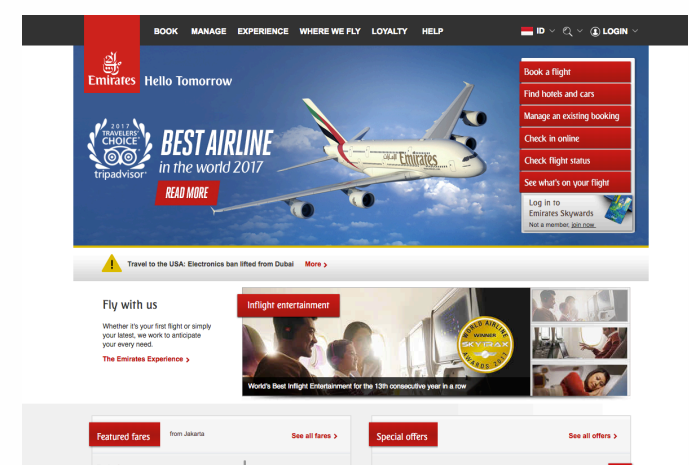 BOOK MANAGE EXPERIENCE WHERE WE FLY LOYALTY HELP ID LOGIN
Emirates
Hello Tomorrow
2017
TRAVELERS'
CHOICE
tripadvisor
BEST AIRLINE
in the world 2017
READ MORE
Emirates
Book a flight
Find hotels and cars
Manage an existing booking
Check in online
Check flight status
See what's on your flight
Log in to
Emirates Skywards
Not a member, join now
Travel to the USA: Electronics ban lifted from Dubai More
Fly with us
Whether it's your first flight or simply
your latest, we work to anticipate
your every need.
The Emirates Experience
Inflight entertainment
WORLD AIRLINE
WINNER
SKYTRAX
AWARDS
World's Best Inflight Entertainment for the 13th consecutive year in a row
Featured fares from Jakarta See all fares
Special offers See all offers